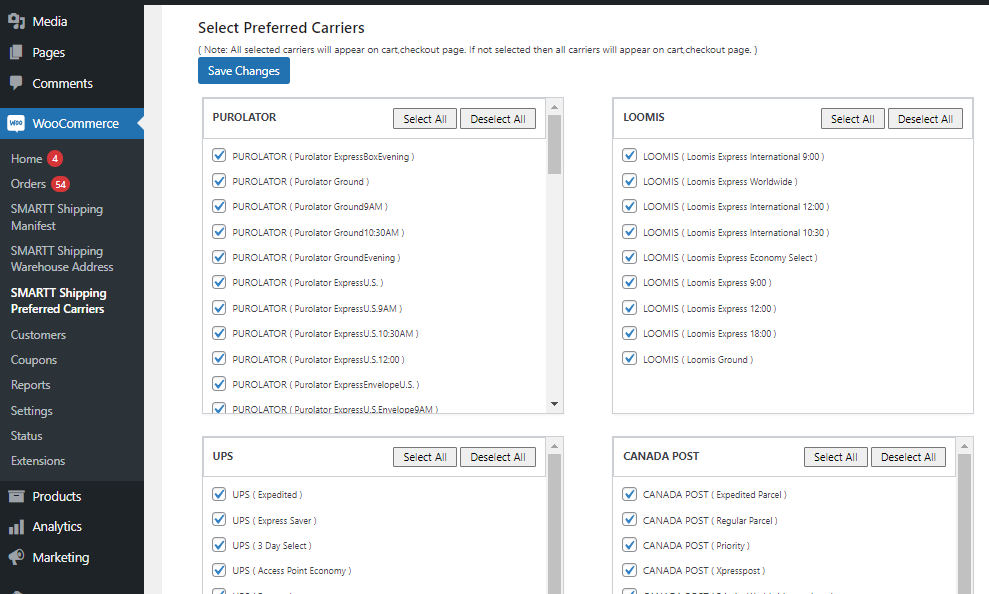 Media
Pages
Comments
WOO WooCommerce
Home 4
Orders 54
SMARTT Shipping
Manifest
SMARTT Shipping
Warehouse Address
SMARTT Shipping
Preferred Carriers
Customers
Coupons
Reports
Settings
Status
Extensions
Products
Analytics
Marketing
Select Preferred Carriers
( Note: All selected carriers will appear on cart,checkout page. If not selected then all carriers will appear on cart,checkout page. )
Save Changes
PUROLATOR Select All Deselect All
PUROLATOR ( Purolator ExpressBoxEvening )
PUROLATOR ( Purolator Ground )
PUROLATOR ( Purolator Ground9AM )
PUROLATOR ( Purolator Ground10:30AM )
PUROLATOR ( Purolator GroundEvening )
PUROLATOR ( Purolator ExpressU.S. )
PUROLATOR ( Purolator ExpressU.S.9AM )
PUROLATOR ( Purolator ExpressU.S.10:30AM )
PUROLATOR ( Purolator ExpressU.S.12:00 )
PUROLATOR ( Purolator ExpressEnvelopeU.S. )
PUROLATOR ( Purolator ExpressU.S.Envelope9AM )
LOOMIS Select All Deselect All
LOOMIS ( Loomis Express International 9:00 )
LOOMIS ( Loomis Express Worldwide )
LOOMIS ( Loomis Express International 12:00 )
LOOMIS ( Loomis Express International 10:30 )
LOOMIS ( Loomis Express Economy Select )
LOOMIS ( Loomis Express 9:00 )
LOOMIS ( Loomis Express 12:00 )
LOOMIS ( Loomis Express 18:00 )
LOOMIS ( Loomis Ground )
UPS Select All Deselect All
UPS ( Expedited )
UPS ( Express Saver )
UPS ( 3 Day Select )
UPS ( Access Point Economy )
CANADA POST Select All Deselect All
CANADA POST ( Expedited Parcel )
CANADA POST ( Regular Parcel )
CANADA POST ( Priority )
CANADA POST ( Xpresspost )